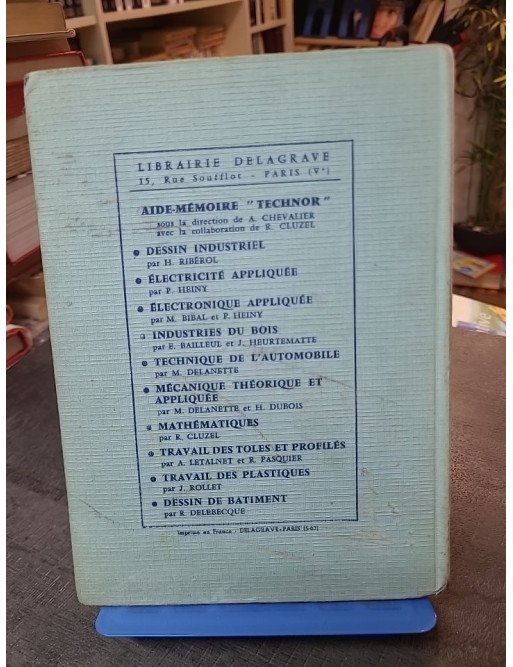 LIBRAIRIE DELAGRAVE
15, Rue Soufflot - PARIS (Vᵉ)
AIDE-MÉMOIRE "TECHNOR"
sous la direction de A. CHEVALIER
avec la collaboration de R. CLUZEL
DESSIN INDUSTRIEL
par H. RIBÉROL
ÉLECTRICITÉ APPLIQUÉE
par P. HEINY
ÉLECTRONIQUE APPLIQUÉE
par M. BIBAL et P. HEINY
INDUSTRIES DU BOIS
par E. BAILLEUL et J. HEURTEMATTE
TECHNIQUE DE L'AUTOMOBILE
par M. DELANETTE
MÉCANIQUE THÉORIQUE ET
APPLIQUÉE
par M. DELANETTE et H. DUBOIS
MATHÉMATIQUES
par R. CLUZEL
TRAVAIL DES TOLES ET PROFILÉS
par A. LETALNET et R. PASQUIER
TRAVAIL DES PLASTIQUES
par J. ROLLET
DESSIN DE BATIMENT
par R. DELEBECQUE
Imprimé en France - DELAGRAVE-PARIS (5-67)